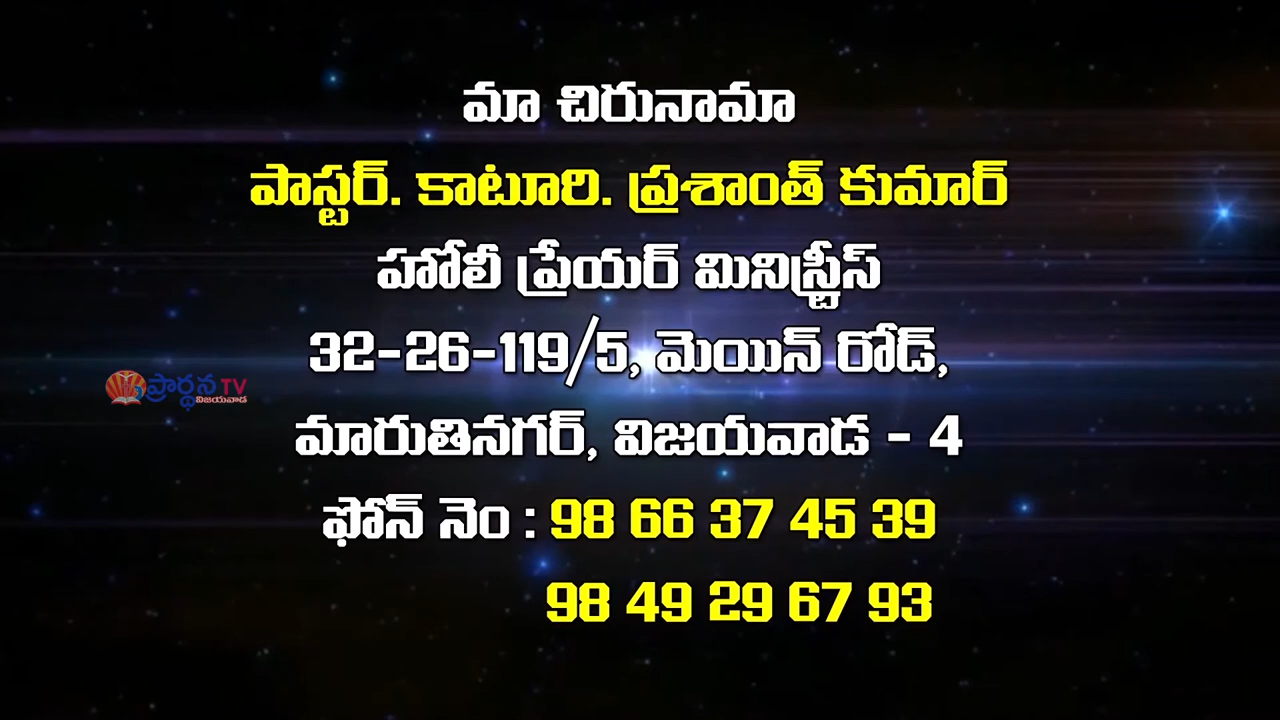 మా చిరునామా
పాస్టర్. కాటూరి. ప్రశాంత్ కుమార్
హోలీ ప్రేయర్ మినిస్ట్రీస్
32-26-119/5, మెయిన్ రోడ్,
ప్రార్థన TV
విజయవాడ
మారుతినగర్, విజయవాడ - 4
ఫోన్ నెం : 98 66 37 45 39
98 49 29 67 93